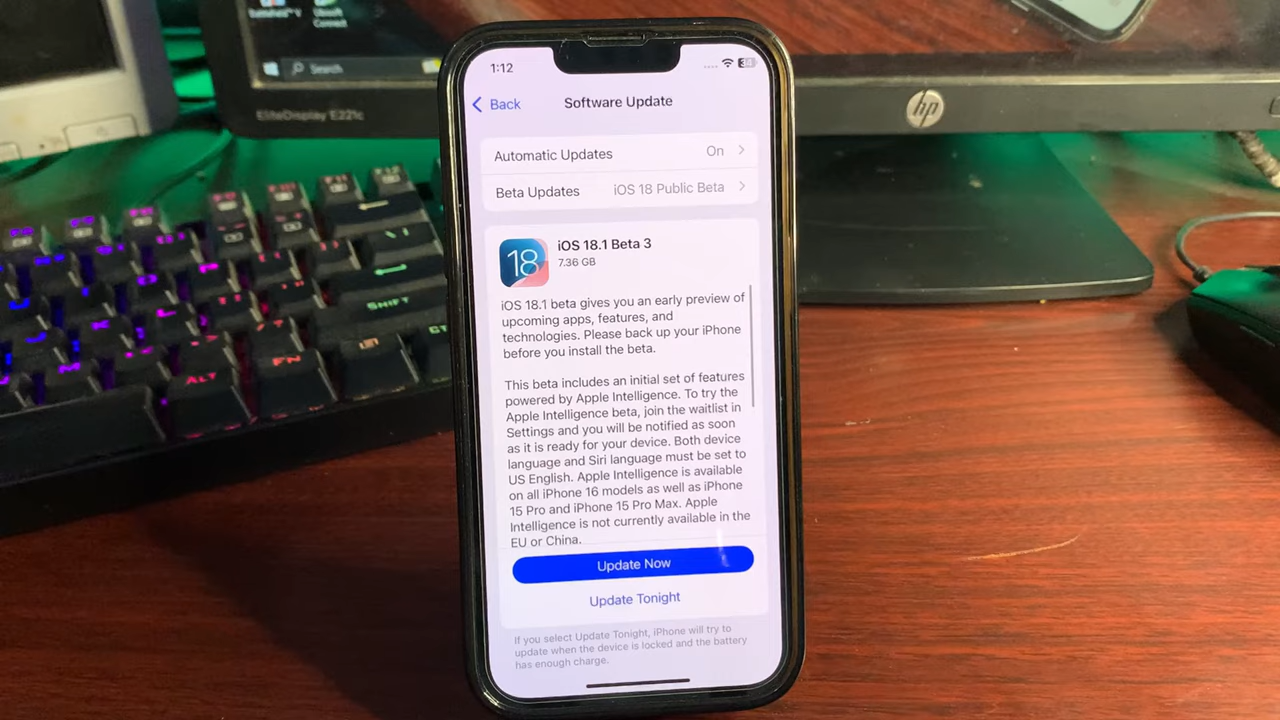 Connect
Search
EliteDisplay E221c
hp
1:12
Back
Software Update
Automatic Updates On
Beta Updates iOS 18 Public Beta
18
iOS 18.1 Beta 3
7.36 GB
iOS 18.1 beta gives you an early preview of
upcoming apps, features, and
technologies. Please back up your iPhone
before you install the beta.
This beta includes an initial set of features
powered by Apple Intelligence. To try the
Apple Intelligence beta, join the waitlist in
Settings and you will be notified as soon
as it is ready for your device. Both device
language and Siri language must be set to
US English. Apple Intelligence is available
on all iPhone 16 models as well as iPhone
15 Pro and iPhone 15 Pro Max. Apple
Intelligence is not currently available in the
EU or China.
Update Now
Update Tonight
If you select Update Tonight, iPhone will try to
update when the device is locked and the battery
has enough charge.
SHIFT
ALT
FN